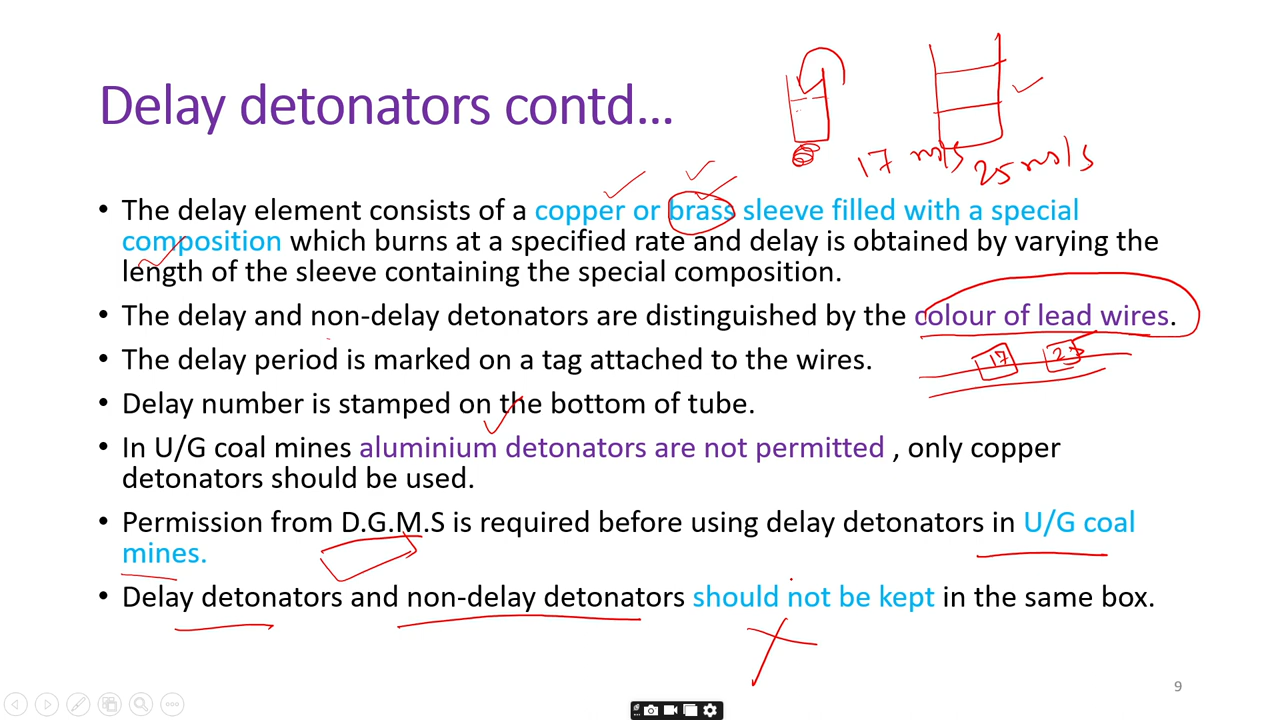 Delay detonators contd...
17 m/s 25 m/s
• The delay element consists of a copper or brass sleeve filled with a special
composition which burns at a specified rate and delay is obtained by varying the
length of the sleeve containing the special composition.
• The delay and non-delay detonators are distinguished by the colour of lead wires.
• The delay period is marked on a tag attached to the wires.
17
• Delay number is stamped on the bottom of tube.
• In U/G coal mines aluminium detonators are not permitted , only copper
detonators should be used.
• Permission from D.G.M.S is required before using delay detonators in U/G coal
mines.
• Delay detonators and non-delay detonators should not be kept in the same box.
9